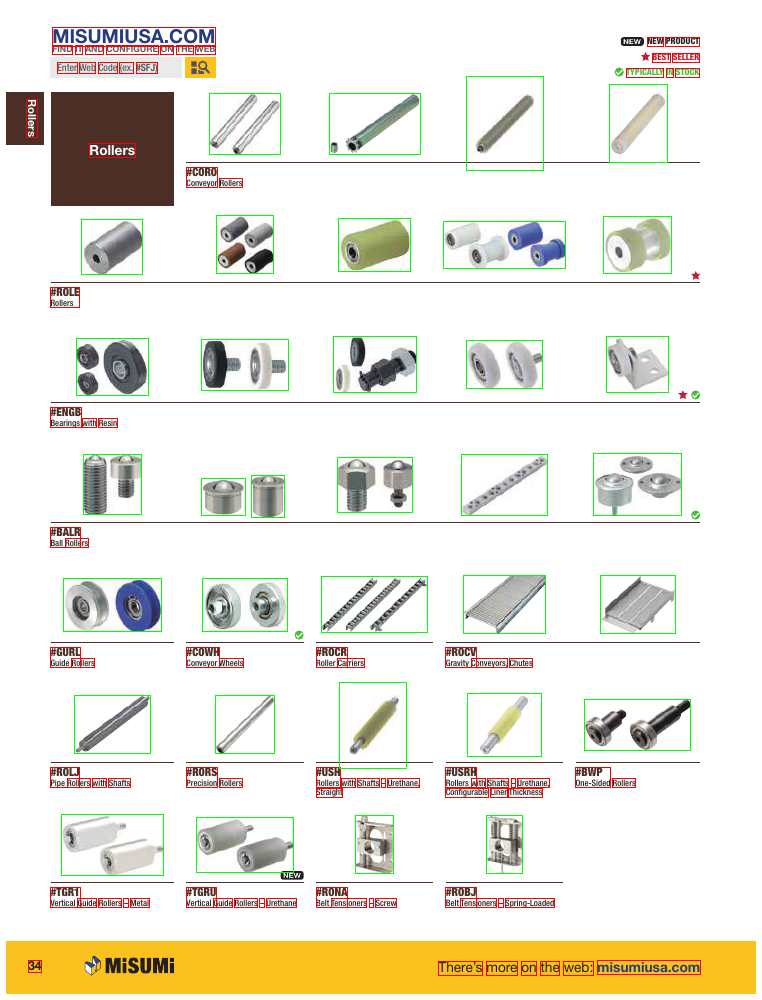 MISUMIUSA.COM
FIND IT AND CONFIGURE ON THE WEB
Enter Web Code (ex. #SFJ)
NEW NEW PRODUCT
BEST SELLER
TYPICALLY IN STOCK
Rollers
Rollers
#CORO
Conveyor Rollers
#ROLE
Rollers
#ENGB
Bearings with Resin
#BALR
Ball Rollers
#GURL
Guide Rollers
#COWH
Conveyor Wheels
#ROCR
Roller Carriers
#ROCV
Gravity Conveyors, Chutes
#ROLJ
Pipe Rollers with Shafts
#RORS
Precision Rollers
#USH
Rollers with Shafts – Urethane,
Straight
#USRH
Rollers with Shafts – Urethane,
Configurable Liner Thickness
#BWP
One-Sided Rollers
#TGR1
Vertical Guide Rollers – Metal
NEW
#TGRU
Vertical Guide Rollers – Urethane
#RONA
Belt Tensioners – Screw
#ROBJ
Belt Tensioners – Spring-Loaded
34
MiSUMi
There's more on the web: misumiusa.com